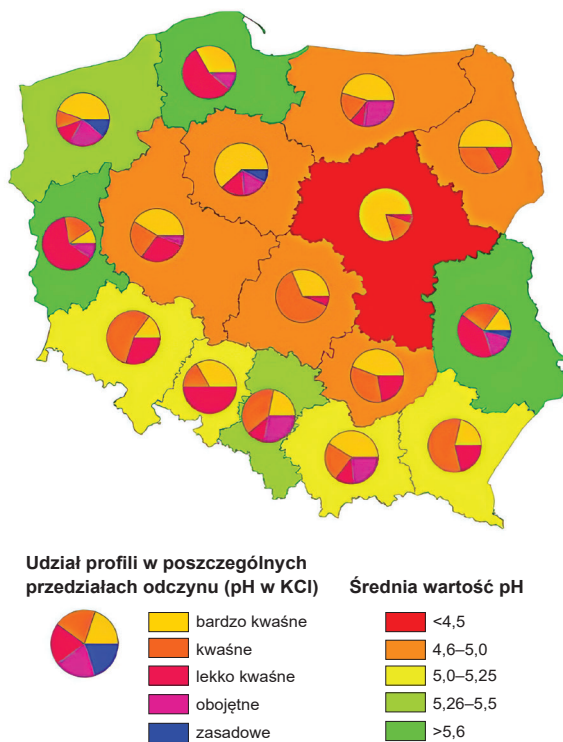 Udział profili w poszczególnych
przedziałach odczynu (pH w KCl)
bardzo kwaśne
kwaśne
lekko kwaśne
obojętne
zasadowe
Średnia wartość pH
<4,5
4,6–5,0
5,0–5,25
5,26–5,5
>5,6